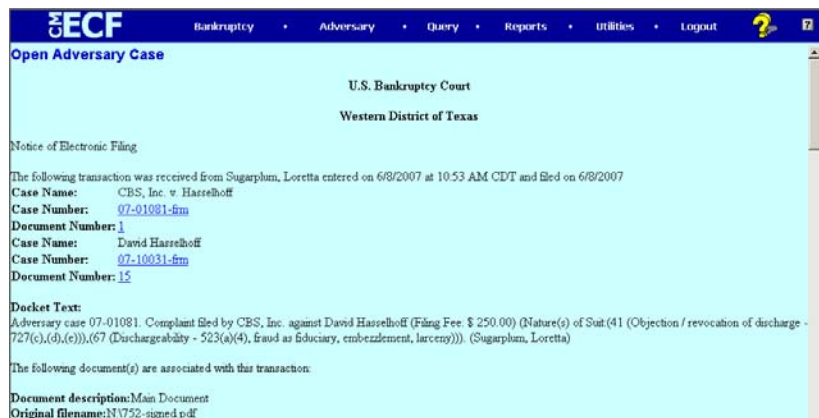 CM ECF Bankruptcy • Adversary • Query • Reports • Utilities • Logout ? ?
Open Adversary Case
U.S. Bankruptcy Court
Western District of Texas
Notice of Electronic Filing
The following transaction was received from Sugarplum, Loretta entered on 6/8/2007 at 10:53 AM CDT and filed on 6/8/2007
Case Name: CBS, Inc. v. Hasselhoff
Case Number: 07-01081-frm
Document Number: 1
Case Name: David Hasselhoff
Case Number: 07-10031-frm
Document Number: 15
Docket Text:
Adversary case 07-01081. Complaint filed by CBS, Inc. against David Hasselhoff (Filing Fee: $ 250.00) (Nature(s) of Suit:(41 (Objection / revocation of discharge -
727(c),(d),(e))),(67 (Dischargeability - 523(a)(4), fraud as fiduciary, embezzlement, larceny))). (Sugarplum, Loretta)
The following document(s) are associated with this transaction:
Document description:Main Document
Original filename:N:\752-signed.pdf